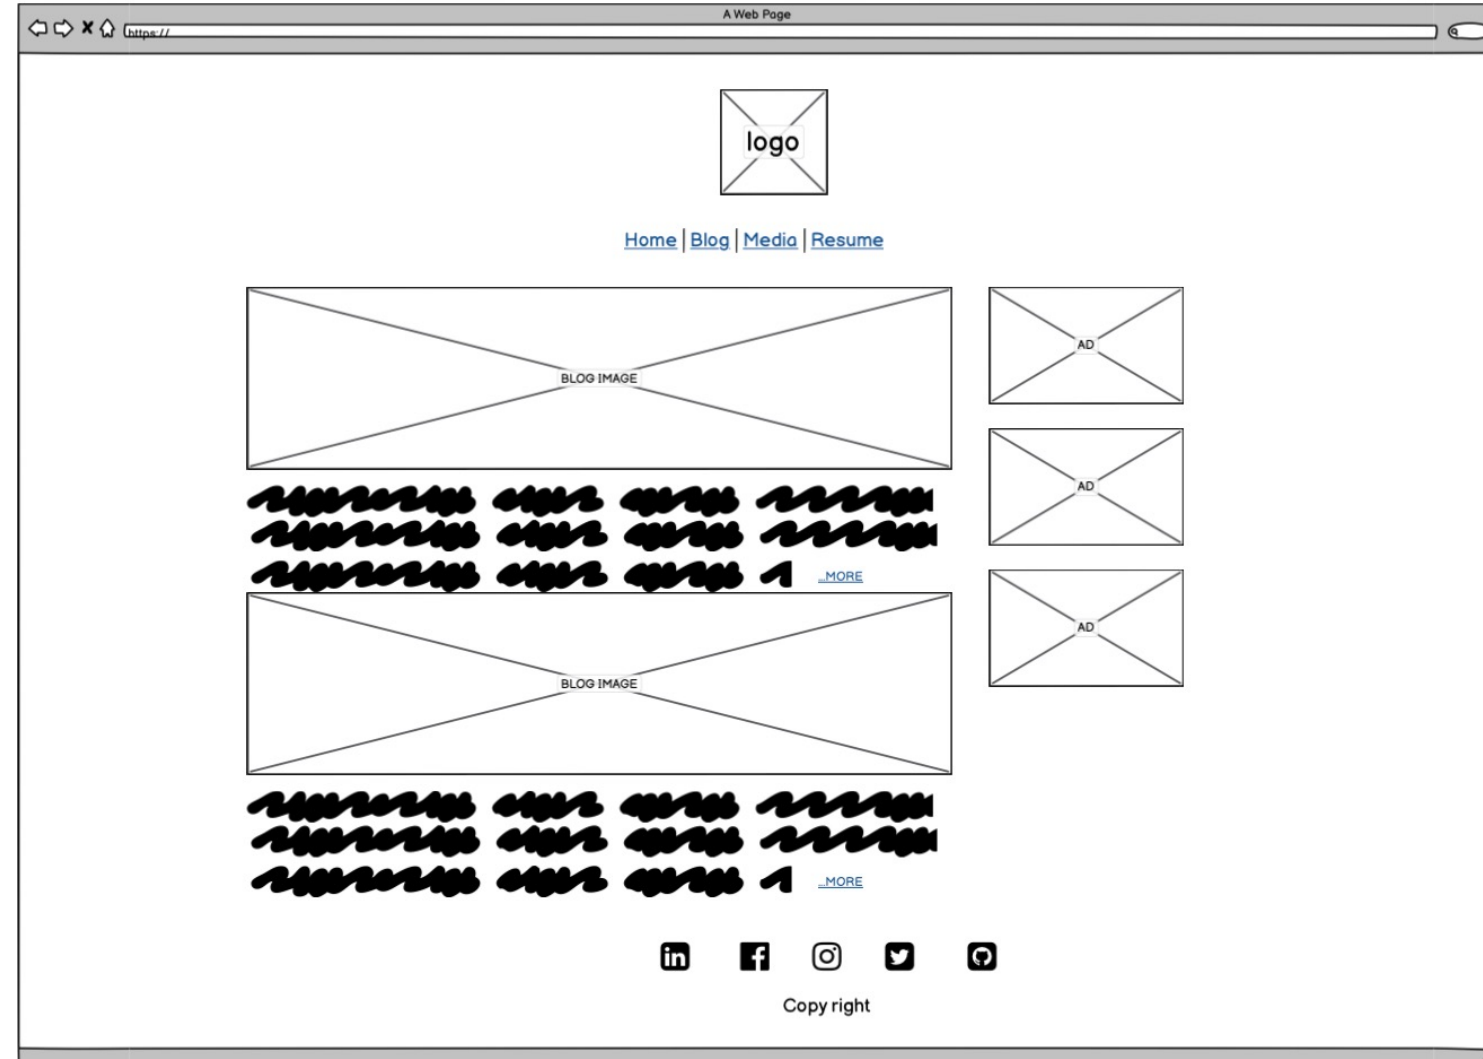 A Web Page
https://
logo
Home | Blog | Media | Resume
BLOG IMAGE
...MORE
BLOG IMAGE
...MORE
AD
AD
AD
in
Copy right